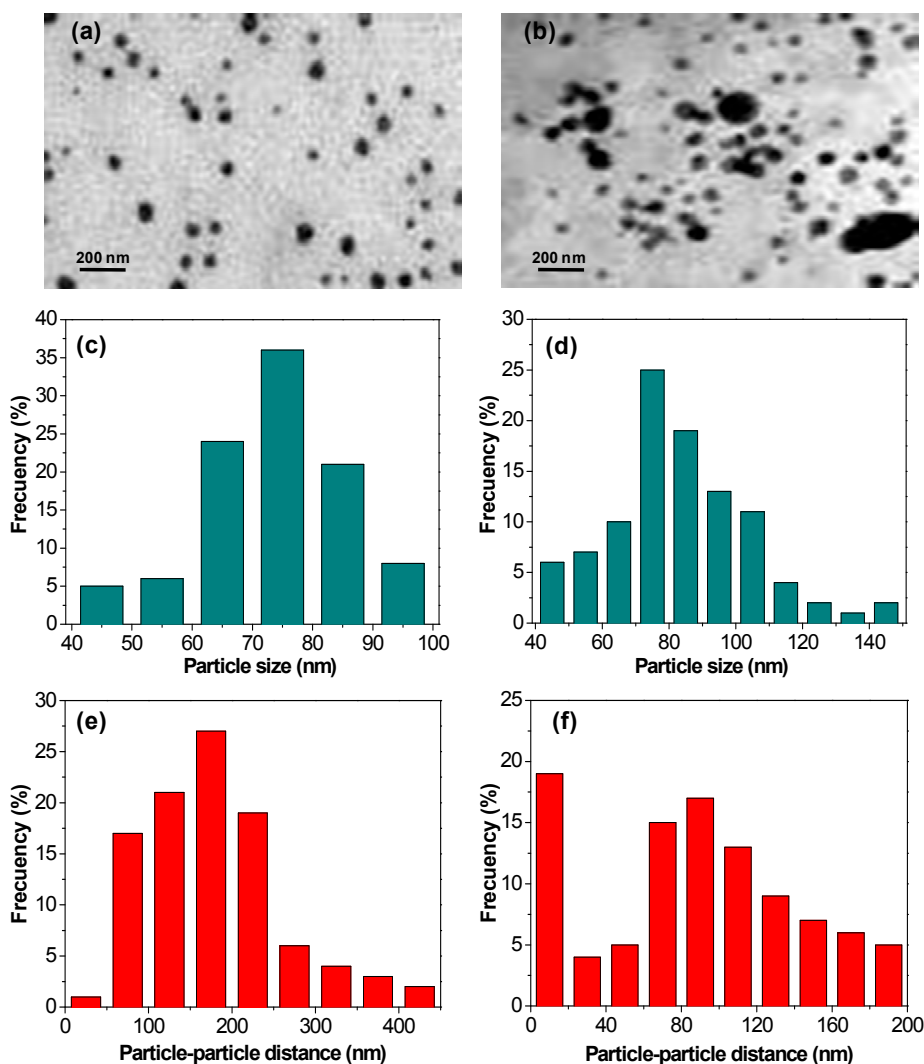 (a)
200 nm
(b)
200 nm
(c)
Frecuency (%)
40
35
30
25
20
15
10
5
0
40 50 60 70 80 90 100
Particle size (nm)
(d)
Frecuency (%)
30
25
20
15
10
5
0
40 60 80 100 120 140
Particle size (nm)
(e)
Frecuency (%)
30
25
20
15
10
5
0
0 100 200 300 400
Particle-particle distance (nm)
(f)
Frecuency (%)
25
20
15
10
5
0
0 40 80 120 160 200
Particle-particle distance (nm)